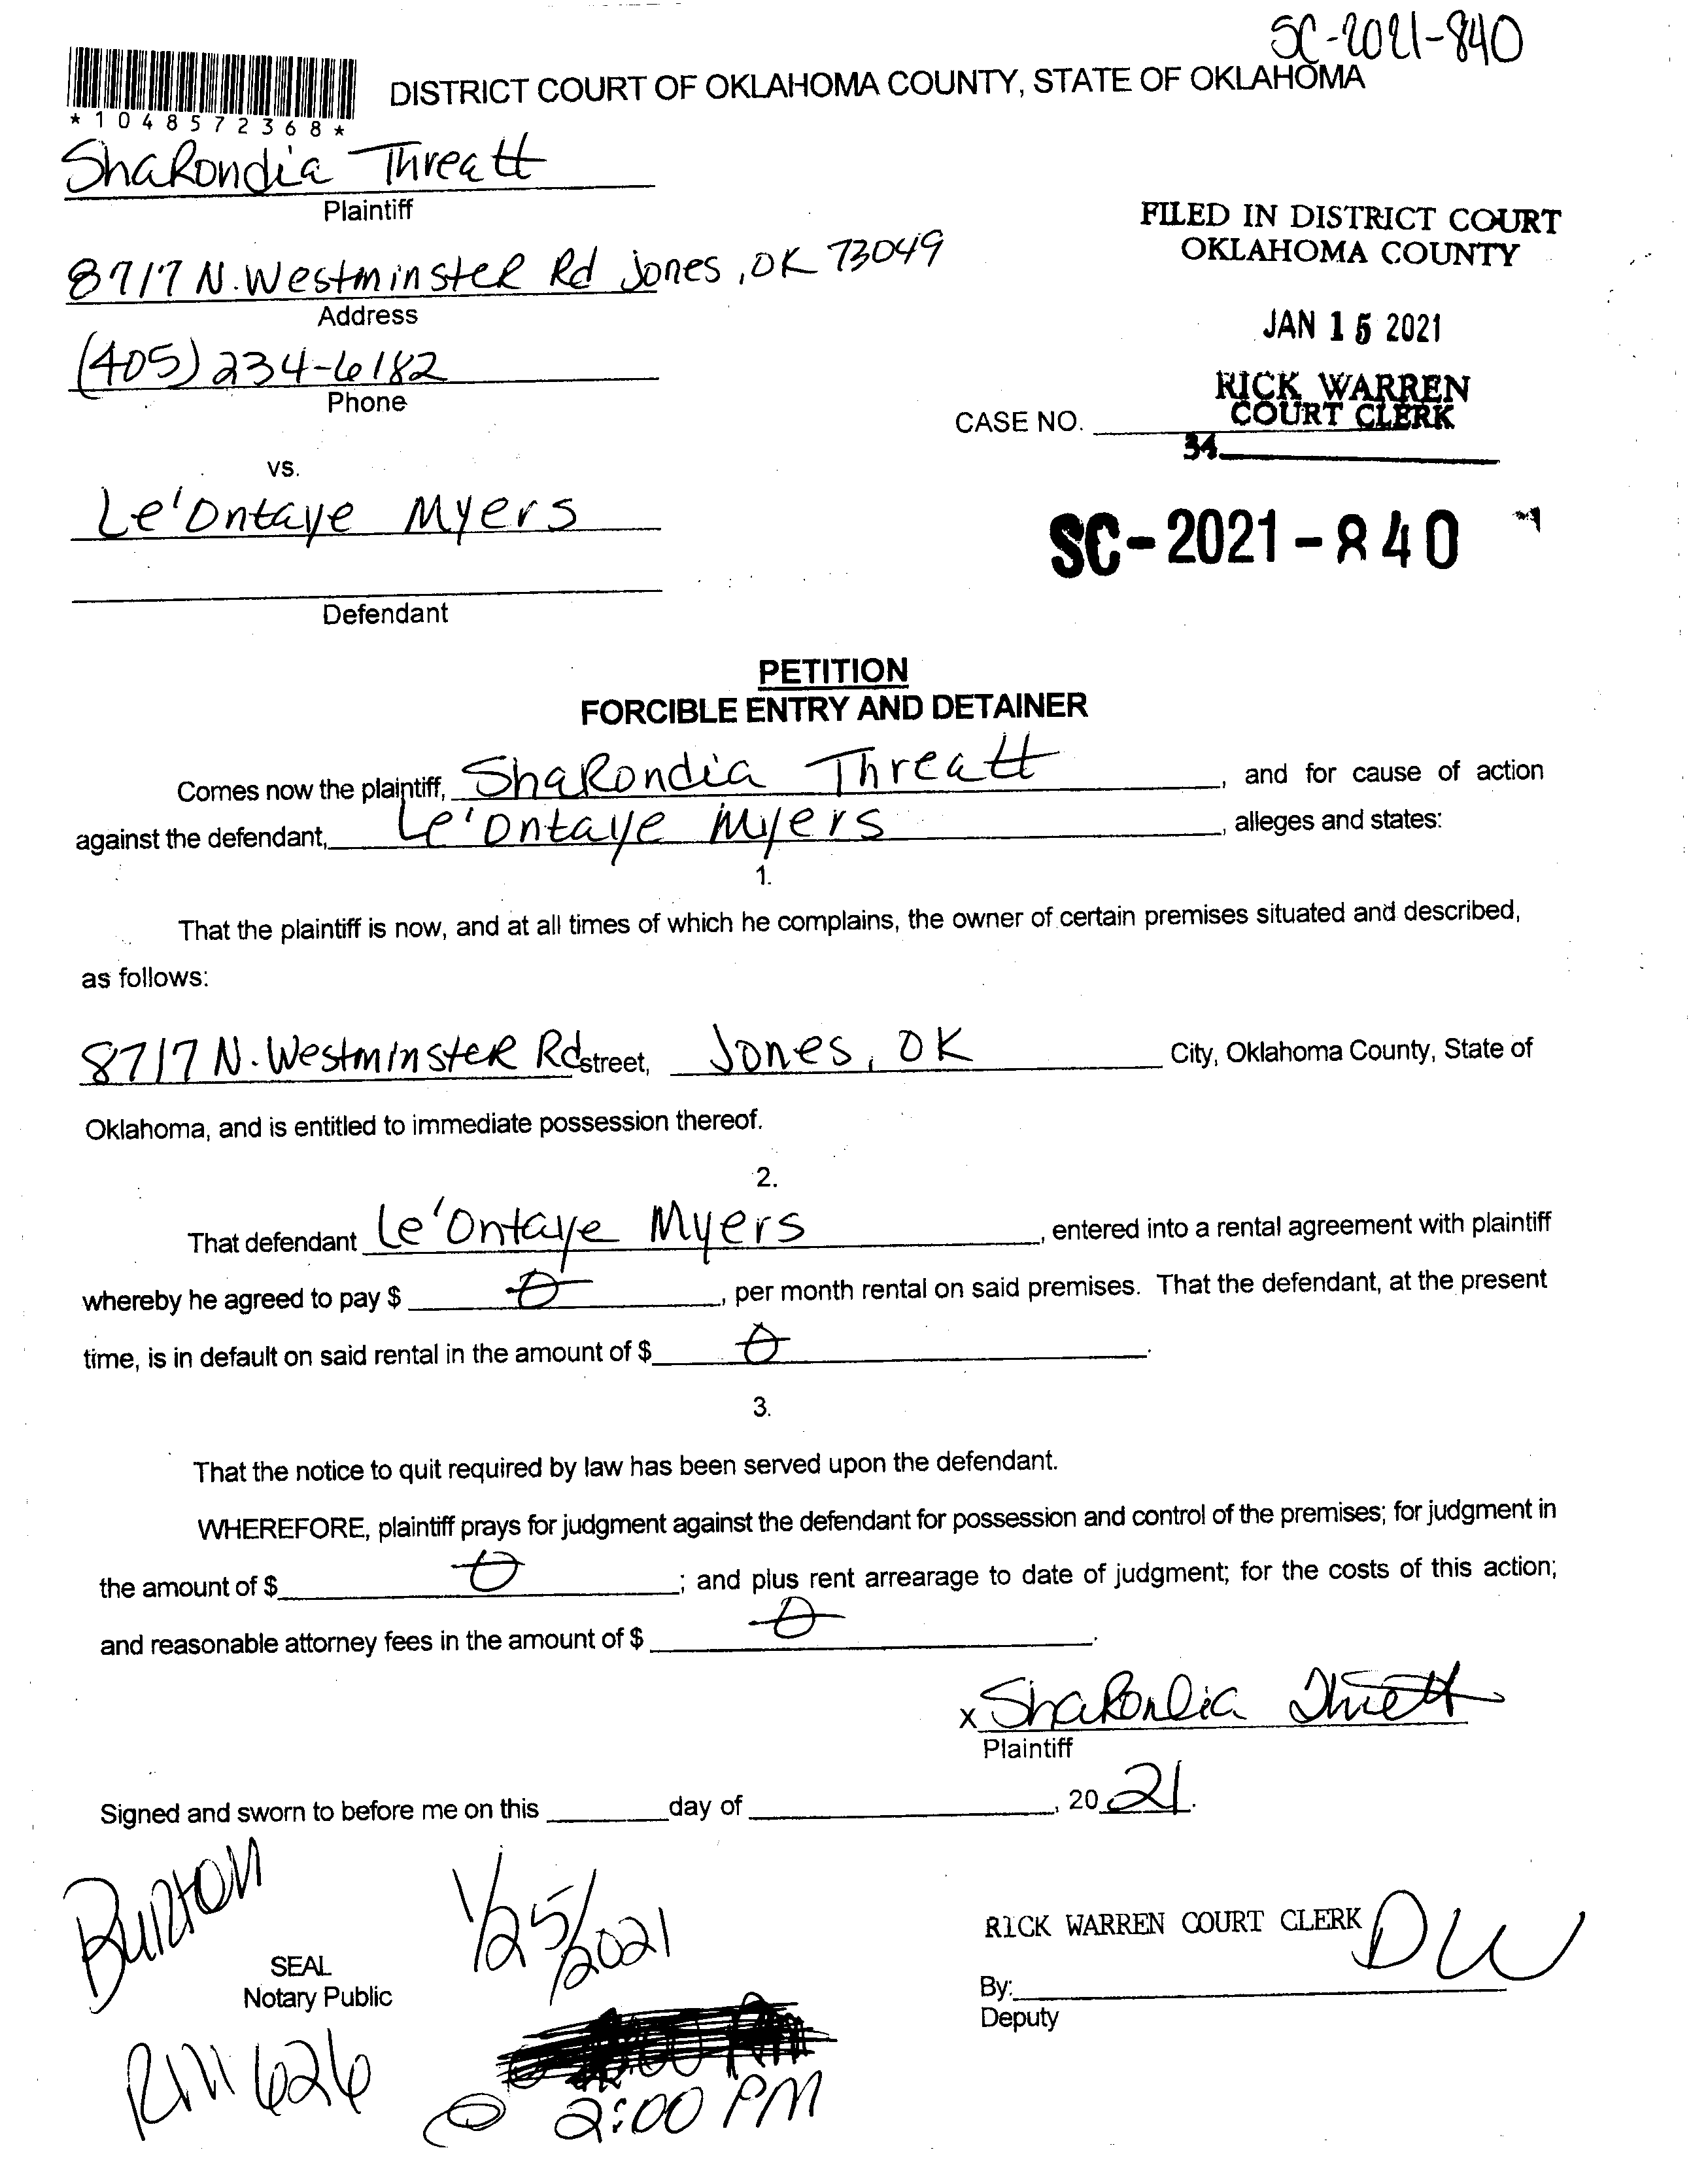 SC-2021-840
DISTRICT COURT OF OKLAHOMA COUNTY, STATE OF OKLAHOMA
*1048572368*
ShaRondia Threatt
Plaintiff
8717 N. Westminster Rd Jones, OK 73049
Address
(405) 234-6182
Phone
FILED IN DISTRICT COURT
OKLAHOMA COUNTY
JAN 15 2021
RICK WARREN
COURT CLERK
CASE NO.
34
vs.
Le'Ontaye Myers
SC-2021-840
Defendant
PETITION
FORCIBLE ENTRY AND DETAINER
Comes now the plaintiff, ShaRondia Threatt, and for cause of action
against the defendant, Le'Ontaye Myers, alleges and states:
1.
That the plaintiff is now, and at all times of which he complains, the owner of certain premises situated and described,
as follows:
8717 N. Westminster Rd street, Jones, OK City, Oklahoma County, State of
Oklahoma, and is entitled to immediate possession thereof.
2.
That defendant Le'Ontaye Myers, entered into a rental agreement with plaintiff
whereby he agreed to pay $ 0, per month rental on said premises. That the defendant, at the present
time, is in default on said rental in the amount of $ 0.
3.
That the notice to quit required by law has been served upon the defendant.
WHEREFORE, plaintiff prays for judgment against the defendant for possession and control of the premises; for judgment in
the amount of $ 0; and plus rent arrearage to date of judgment; for the costs of this action;
and reasonable attorney fees in the amount of $ 0.
x ShaRondia Threatt
Plaintiff
Signed and sworn to before me on this ____ day of ____, 20 21.
Burton
1/25/2021
SEAL
Notary Public
RM 626
@ 2:00 PM
RICK WARREN COURT CLERK
By: DW
Deputy